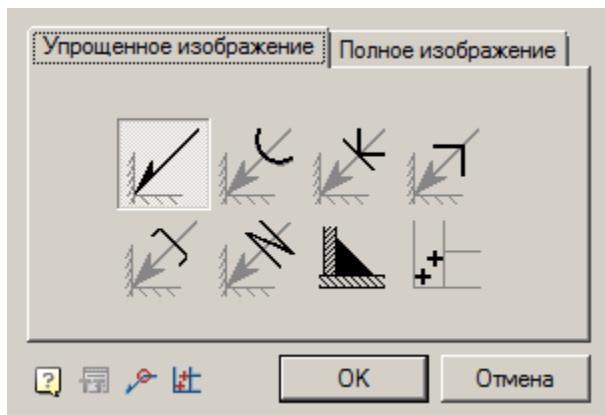 Упрощенное изображение
Полное изображение
OK
Отмена